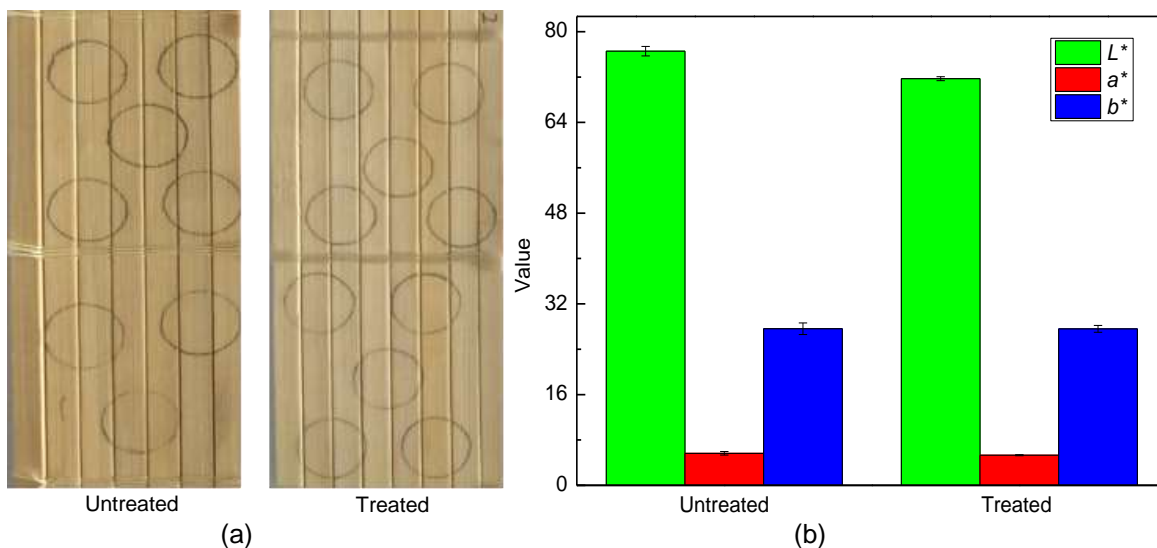 Untreated
Treated
(a)
80
64
48
32
16
0
Value
L*
a*
b*
Untreated
Treated
(b)